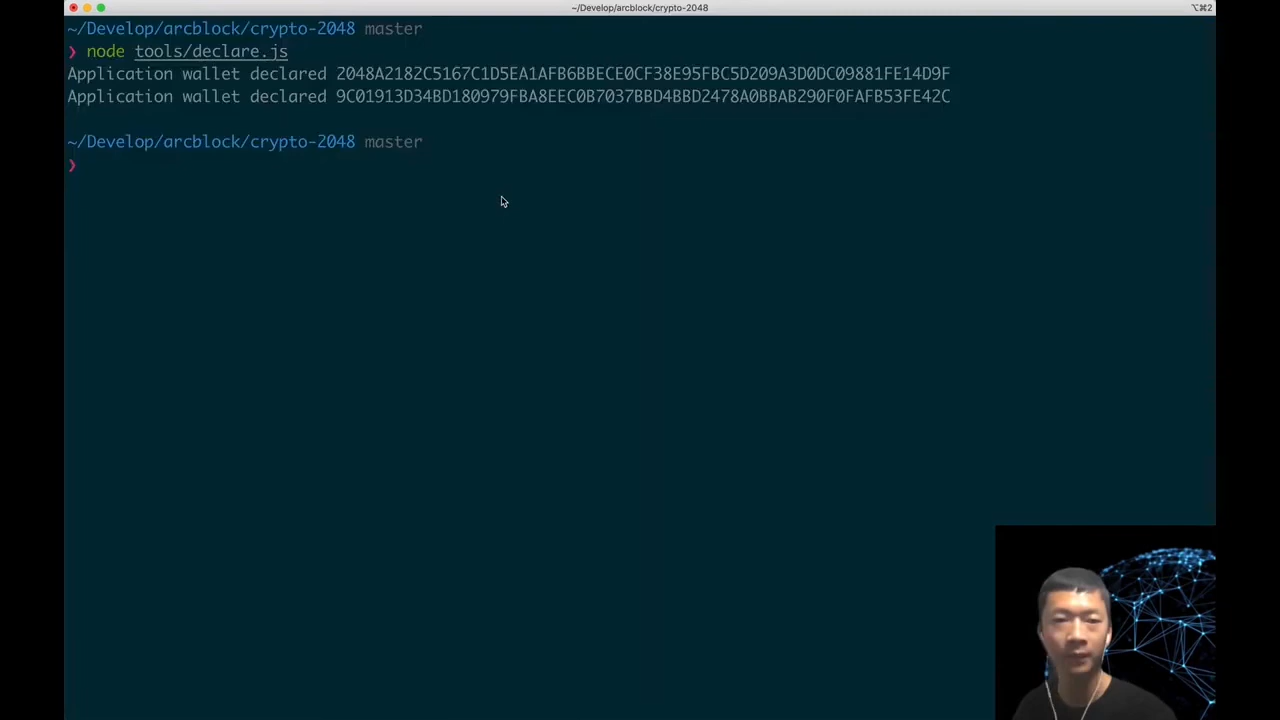 ~/Develop/arcblock/crypto-2048
⌥⌘2
~/Develop/arcblock/crypto-2048 master
❯ node tools/declare.js
Application wallet declared 2048A2182C5167C1D5EA1AFB6BBECE0CF38E95FBC5D209A3D0DC09881FE14D9F
Application wallet declared 9C01913D34BD180979FBA8EEC0B7037BBD4BBD2478A0BBAB290F0FAFB53FE42C
~/Develop/arcblock/crypto-2048 master
❯